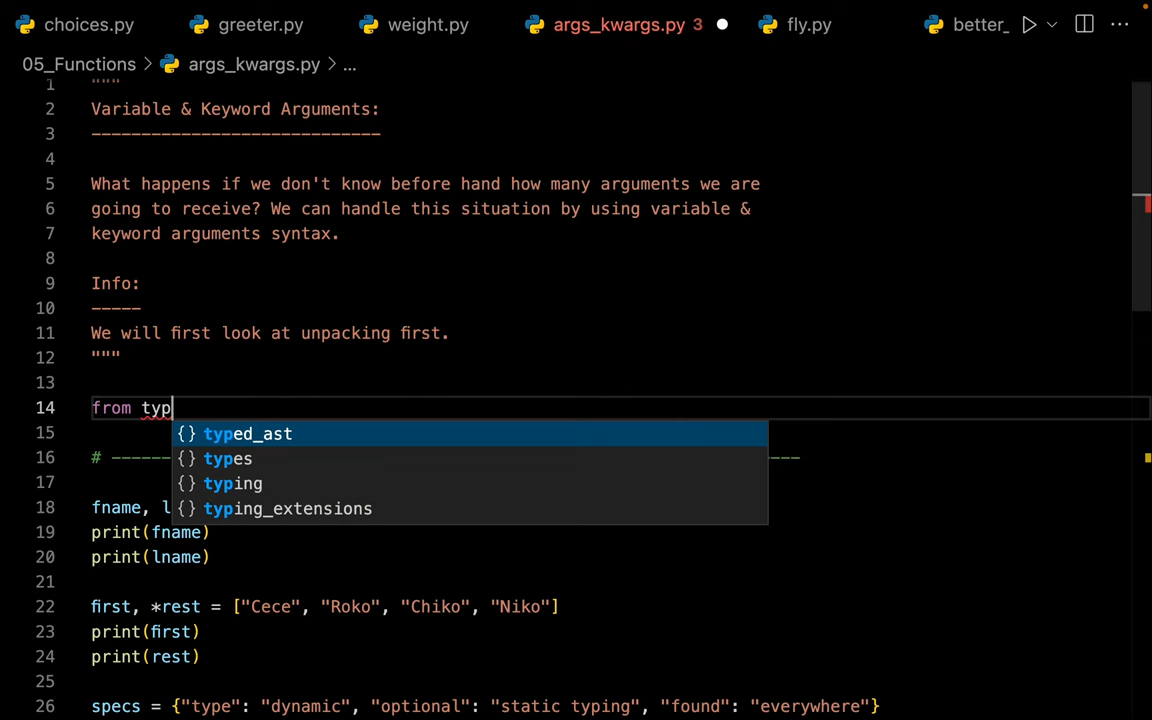 choices.py greeter.py weight.py args_kwargs.py 3 fly.py better_
05_Functions > args_kwargs.py > ...
1 """
2 Variable & Keyword Arguments:
3 -----------------------------
4
5 What happens if we don't know before hand how many arguments we are
6 going to receive? We can handle this situation by using variable &
7 keyword arguments syntax.
8
9 Info:
10 -----
11 We will first look at unpacking first.
12 """
13
14 from typ
15 {} typed_ast
16 # ------ {} types ---
17 {} typing
18 fname, l {} typing_extensions
19 print(fname)
20 print(lname)
21
22 first, *rest = ["Cece", "Roko", "Chiko", "Niko"]
23 print(first)
24 print(rest)
25
26 specs = {"type": "dynamic", "optional": "static typing", "found": "everywhere"}